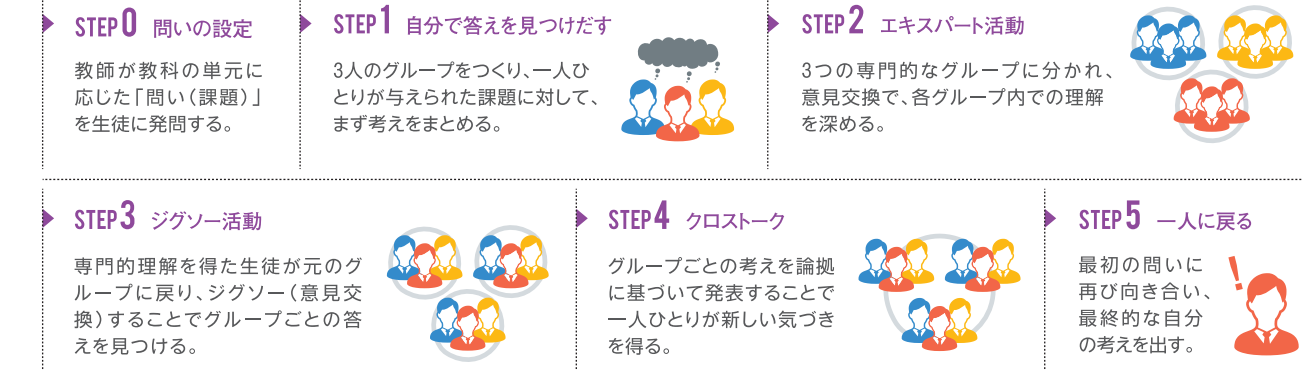 STEP0 問いの設定
教師が教科の単元に
応じた「問い（課題）」
を生徒に発問する。
STEP1 自分で答えを見つけだす
3人のグループをつくり、一人ひ
とりが与えられた課題に対して、
まず考えをまとめる。
STEP2 エキスパート活動
3つの専門的なグループに分かれ、
意見交換で、各グループ内での理解
を深める。
STEP3 ジグソー活動
専門的理解を得た生徒が元のグ
ループに戻り、ジグソー（意見交
換）することでグループごとの答
えを見つける。
STEP4 クロストーク
グループごとの考えを論拠
に基づいて発表することで
一人ひとりが新しい気づき
を得る。
STEP5 一人に戻る
最初の問いに
再び向き合い、
最終的な自分
の考えを出す。
!